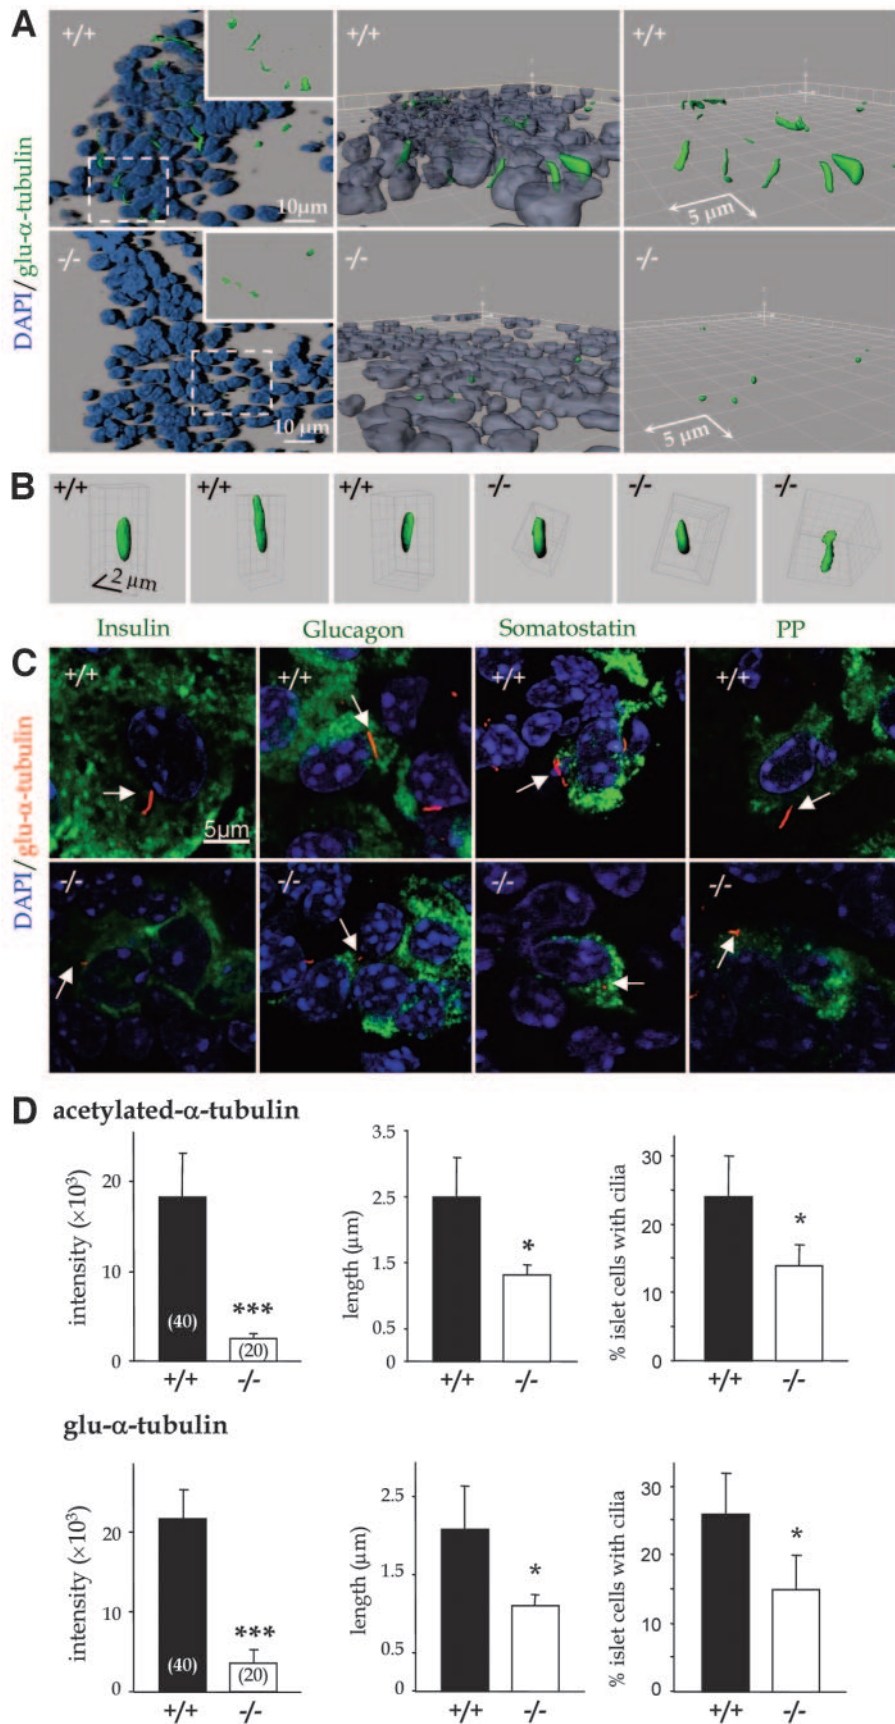 A
DAPI/glu-α-tubulin
+/+
10µm
+/+
+/+
5 µm
-/-
10 µm
-/-
-/-
5 µm
B
+/+
2 µm
+/+
+/+
-/-
-/-
-/-
Insulin
Glucagon
Somatostatin
PP
C
DAPI/glu-α-tubulin
+/+
5µm
+/+
+/+
+/+
-/-
-/-
-/-
-/-
D
acetylated-α-tubulin
intensity (×10³)
20
10
0
(40)
***
(20)
+/+
-/-
length (µm)
3.5
2.5
1.5
0.5
0
*
+/+
-/-
% islet cells with cilia
30
20
10
0
*
+/+
-/-
glu-α-tubulin
intensity (×10³)
20
10
0
(40)
***
(20)
+/+
-/-
length (µm)
2.5
1.5
0.5
0
*
+/+
-/-
% islet cells with cilia
30
20
10
0
*
+/+
-/-